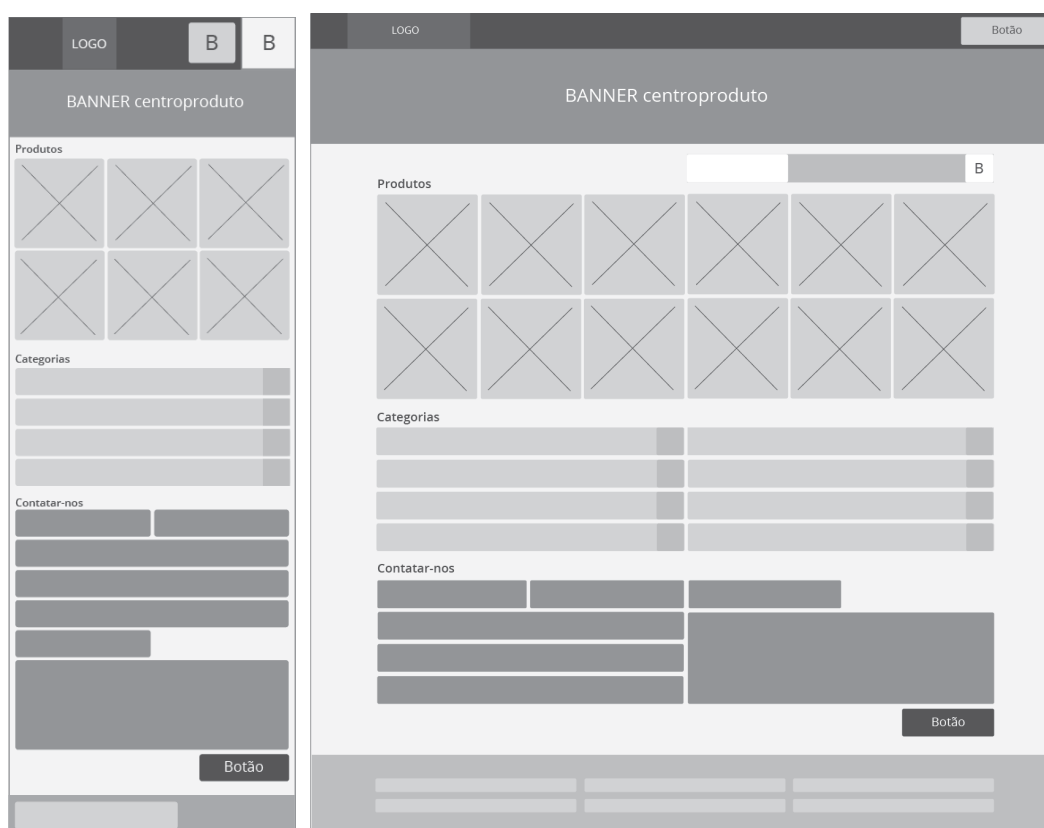 LOGO
B
B
BANNER centroproduto
Produtos
Categorias
Contatar-nos
Botão
LOGO
Botão
BANNER centroproduto
B
Produtos
Categorias
Contatar-nos
Botão